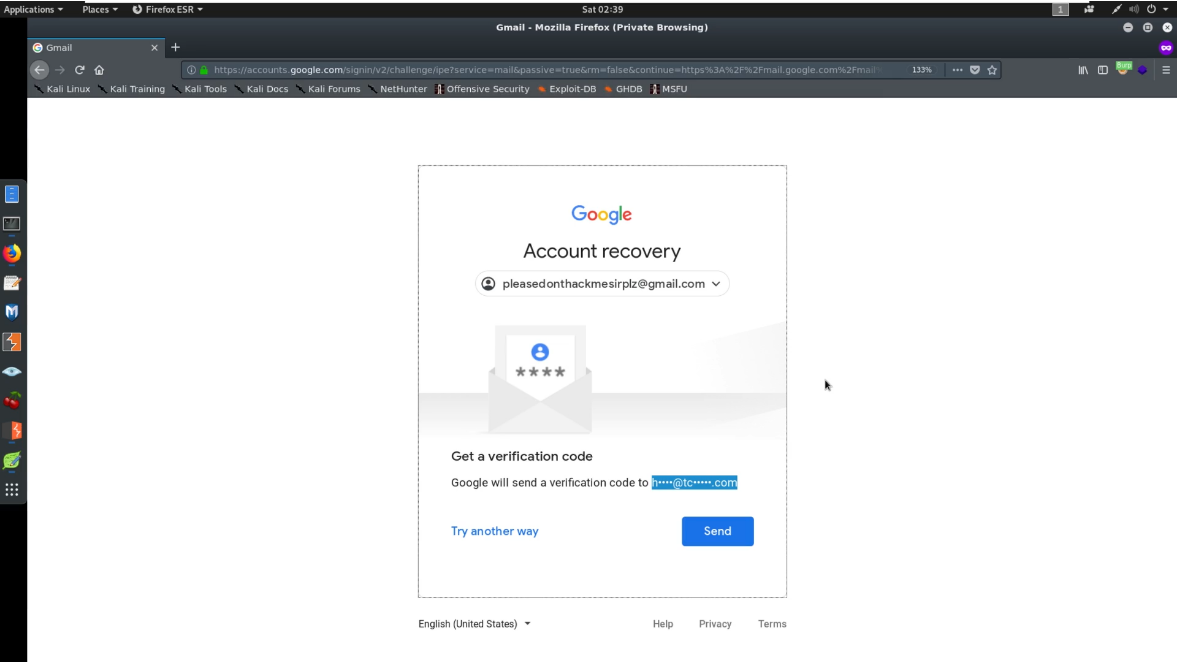 Applications Places Firefox ESR Sat 02:39 1
Gmail - Mozilla Firefox (Private Browsing)
Gmail
https://accounts.google.com/signin/v2/challenge/ipe?service=mail&passive=true&rm=false&continue=https%3A%2F%2Fmail.google.com%2Fmail% 133% Burp
Kali Linux Kali Training Kali Tools Kali Docs Kali Forums NetHunter Offensive Security Exploit-DB GHDB MSFU
Google
Account recovery
pleasedonthackmesirplz@gmail.com
****
Get a verification code
Google will send a verification code to h••••@tc•••••.com
Try another way Send
English (United States) Help Privacy Terms